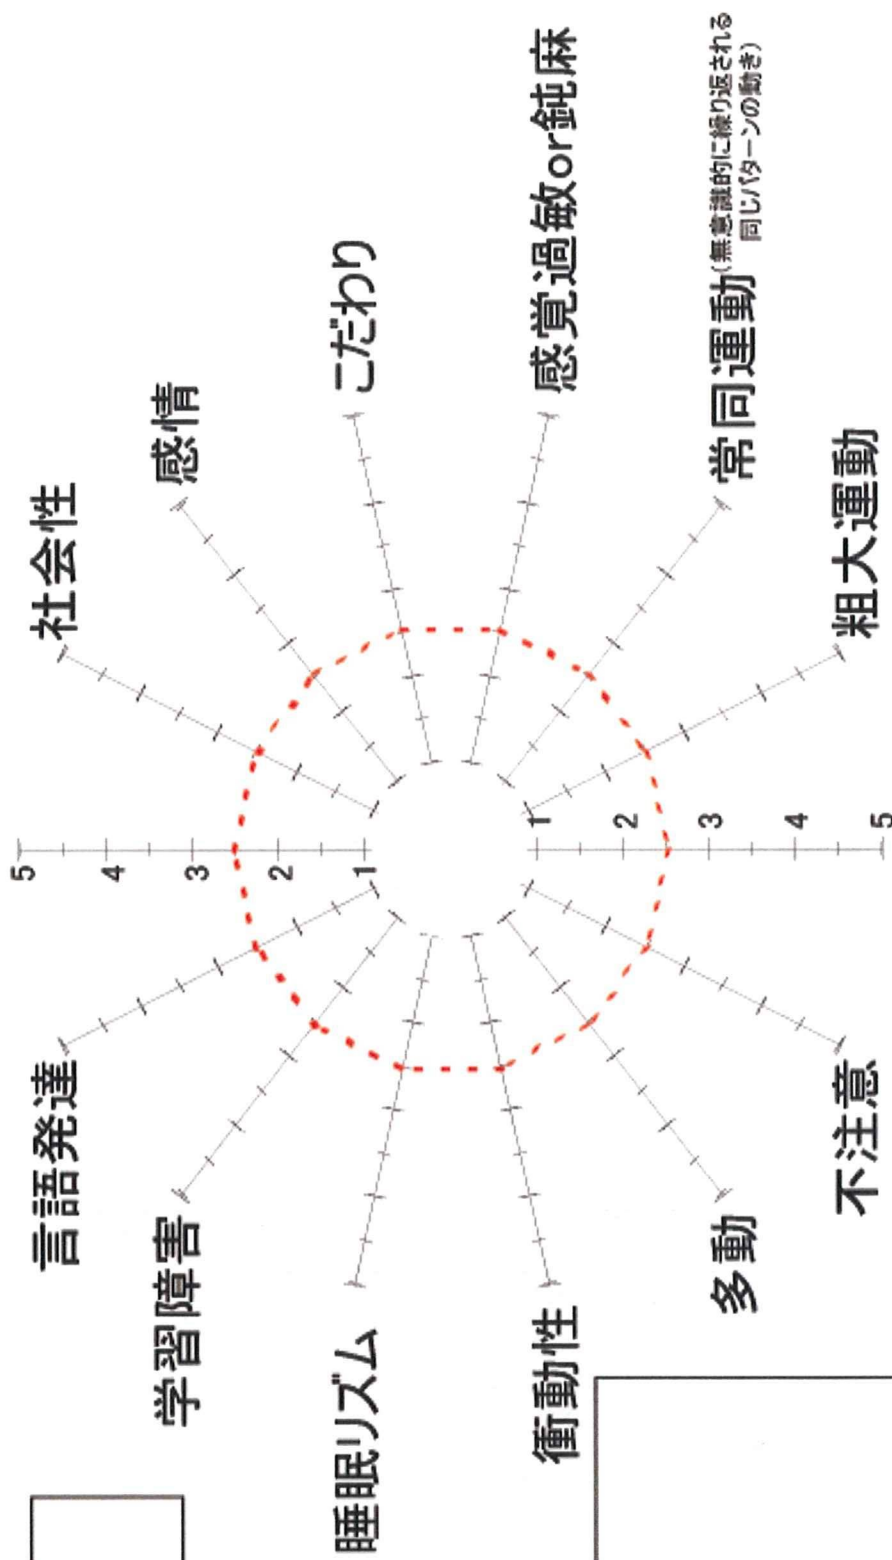 5
言語発達
社会性
4
学習障害
感情
3
2
睡眠リズム
こだわり
1
1
衝動性
感覚過敏or鈍麻
2
3
多動
常同運動(無意識的に繰り返される
同じパターンの動き)
4
不注意
粗大運動
5